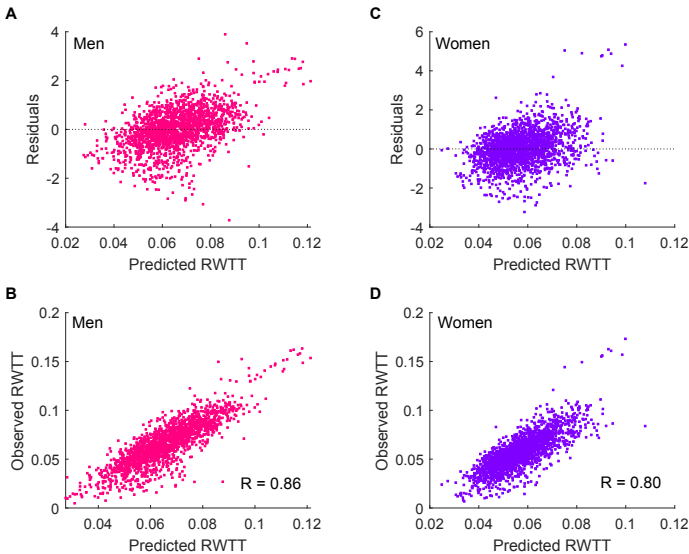 A
Men
4
2
0
-2
-4
Residuals
0.02 0.04 0.06 0.08 0.1 0.12
Predicted RWTT
C
Women
6
4
2
0
-2
-4
Residuals
0.02 0.04 0.06 0.08 0.1 0.12
Predicted RWTT
B
Men
0.2
0.15
0.1
0.05
0
Observed RWTT
R = 0.86
0.04 0.06 0.08 0.1 0.12
Predicted RWTT
D
Women
0.2
0.15
0.1
0.05
0
Observed RWTT
R = 0.80
0.02 0.04 0.06 0.08 0.1 0.12
Predicted RWTT